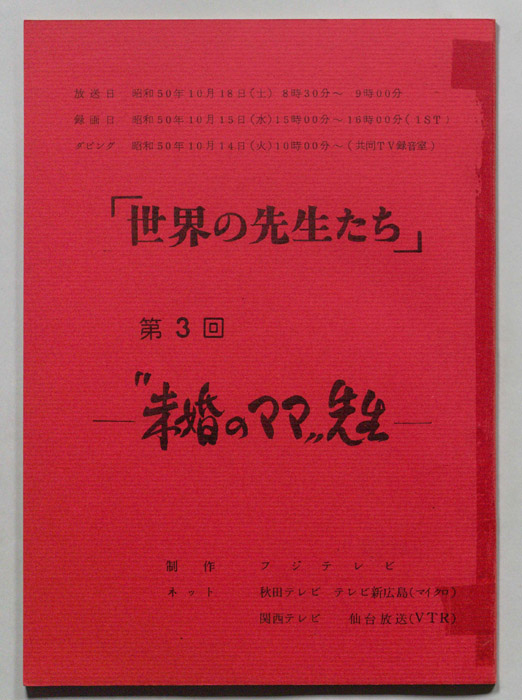 放送日 昭和50年10月18日(土) 8時30分〜 9時00分
録画日 昭和50年10月15日(水)15時00分〜16時00分(1ST)
ダビング 昭和50年10月14日(火)10時00分〜(共同TV録音室)
「世界の先生たち」
第3回
―〝未婚のママ〟先生―
制作 フジテレビ
ネット 秋田テレビ テレビ新広島(マイクロ)
関西テレビ 仙台放送(VTR)